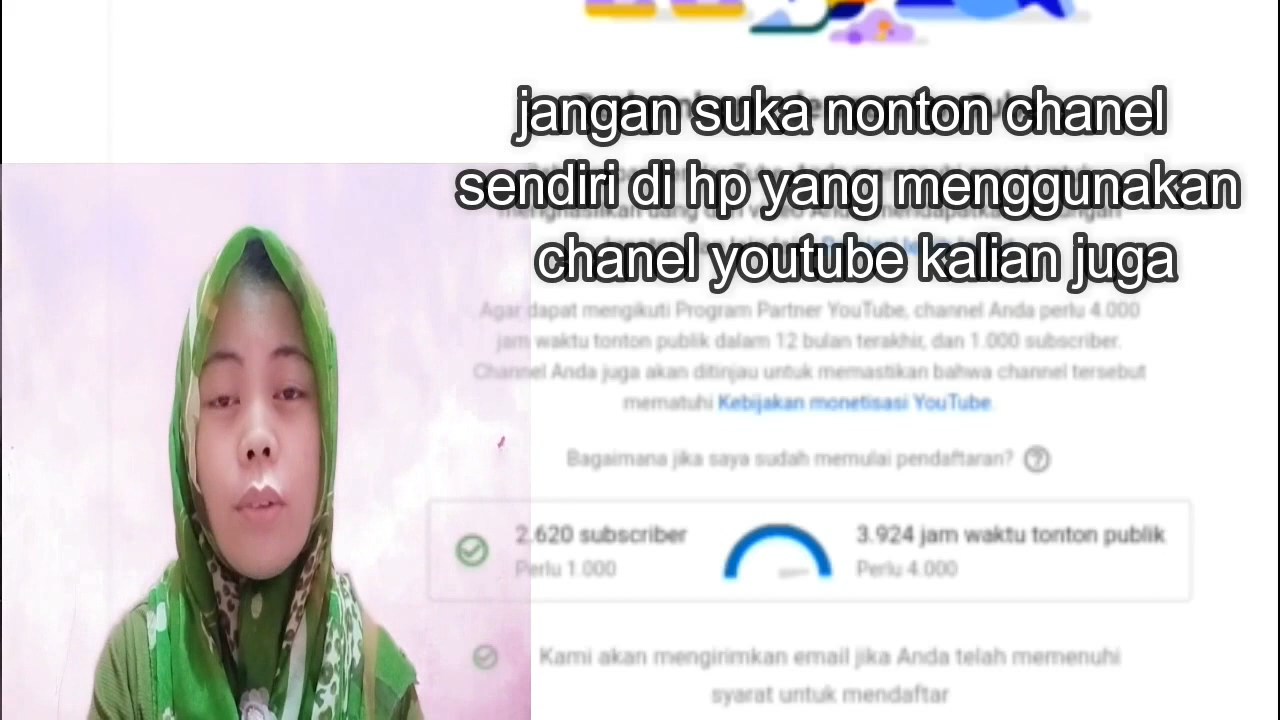 jangan suka nonton chanel
sendiri di hp yang menggunakan
chanel youtube kalian juga
Agar dapat mengikuti Program Partner YouTube, channel Anda perlu 4.000
jam waktu tonton publik dalam 12 bulan terakhir, dan 1.000 subscriber.
Channel Anda juga akan ditinjau untuk memastikan bahwa channel tersebut
mematuhi Kebijakan monetisasi YouTube.
Bagaimana jika saya sudah memulai pendaftaran?
2.620 subscriber
Perlu 1.000
3.924 jam waktu tonton publik
Perlu 4.000
Kami akan mengirimkan email jika Anda telah memenuhi
syarat untuk mendaftar